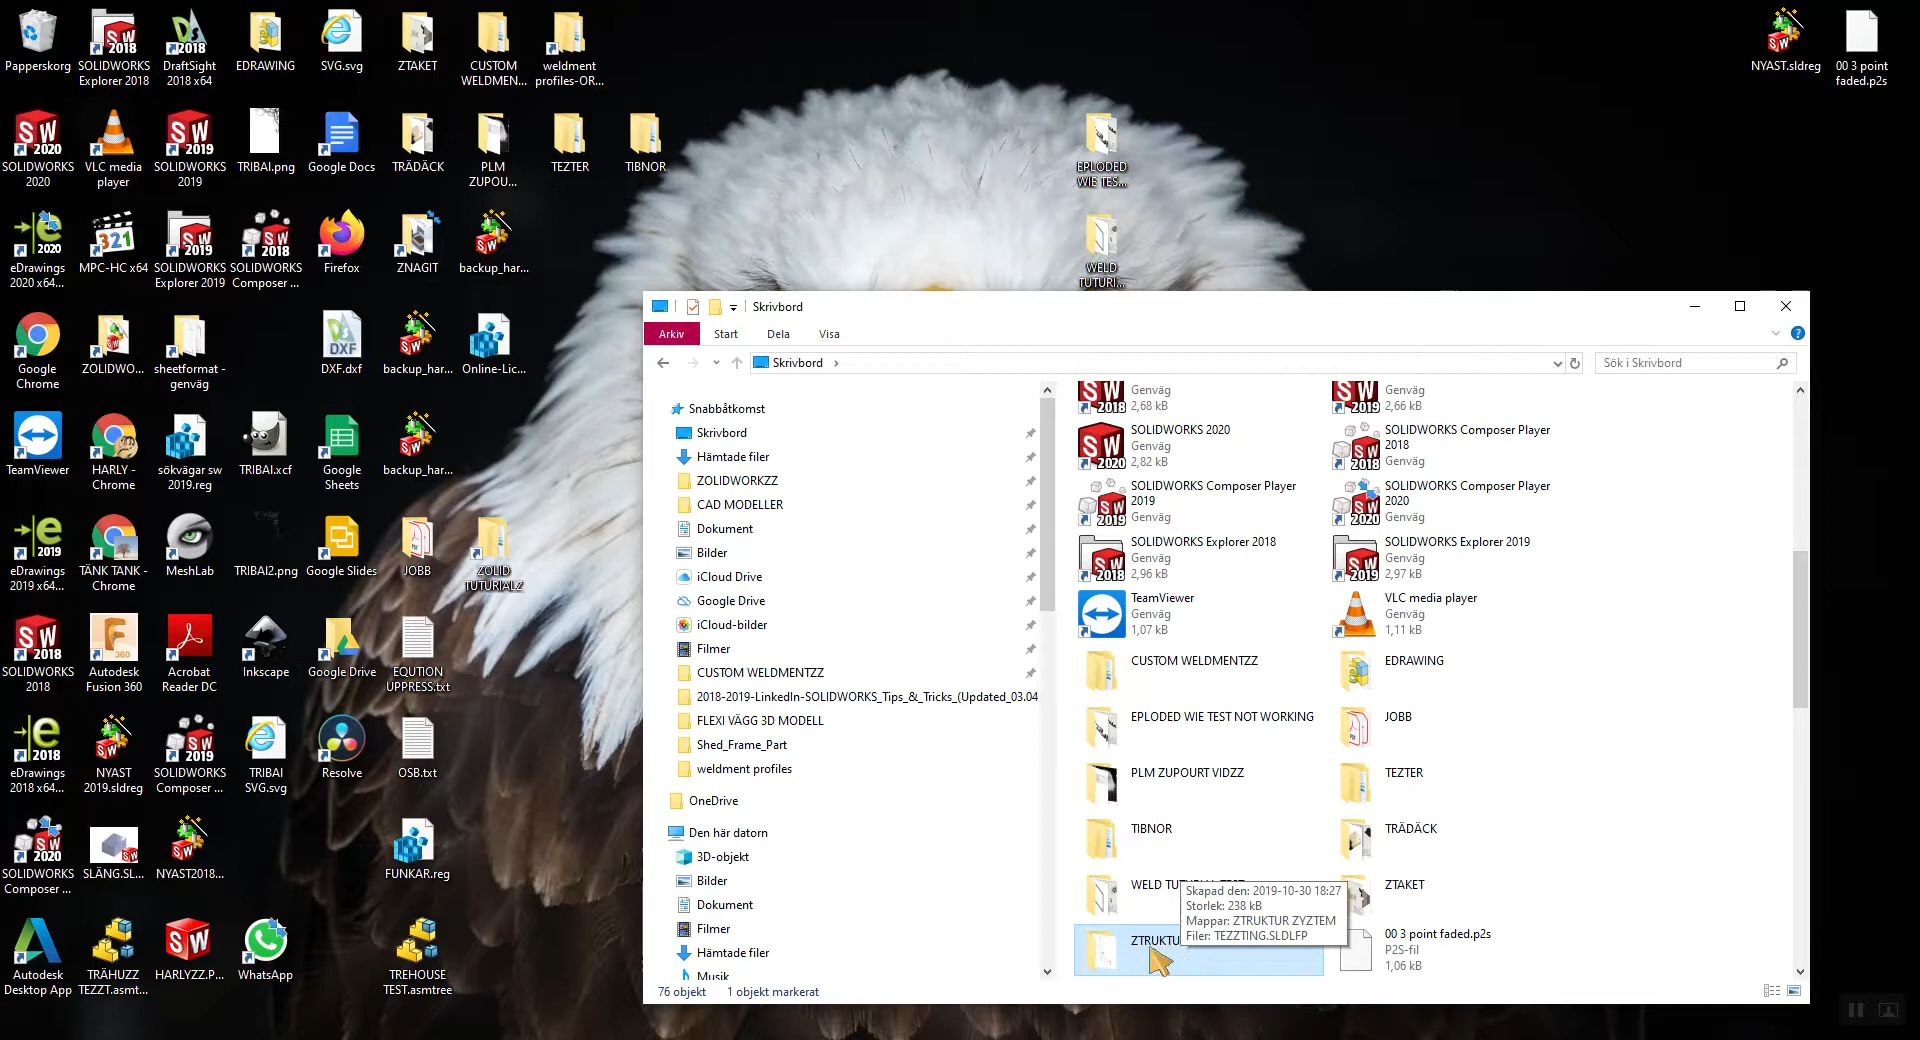 Papperskorg
SOLIDWORKS
Explorer 2018
DraftSight
2018 x64
EDRAWING
SVG.svg
ZTAKET
CUSTOM
WELDMEN...
weldment
profiles-OR...
NYAST.sldreg
00 3 point
faded.p2s
SOLIDWORKS
2020
VLC media
player
SOLIDWORKS
2019
TRIBAI.png
Google Docs
TRÄDÄCK
PLM
ZUPOUR...
TEZTER
TIBNOR
EPLODED
WIE TES...
eDrawings
2020 x64...
MPC-HC x64
SOLIDWORKS
Explorer 2019
SOLIDWORKS
Composer ...
Firefox
ZNAGIT
backup_har...
WELD
TUTURI...
Google
Chrome
ZOLIDWO...
sheetformat -
genväg
DXF.dxf
backup_har...
Online-Lic...
TeamViewer
HARLY -
Chrome
sökvägar sw
2019.reg
TRIBAI.xcf
Google
Sheets
backup_har...
eDrawings
2019 x64...
TÄNK TANK -
Chrome
MeshLab
TRIBAI2.png
Google Slides
JOBB
ZOLID
TUTURIALZ
SOLIDWORKS
2018
Autodesk
Fusion 360
Acrobat
Reader DC
Inkscape
Google Drive
EQUTION
UPPRESS.txt
eDrawings
2018 x64...
NYAST
2019.sldreg
SOLIDWORKS
Composer ...
TRIBAI
SVG.svg
Resolve
OSB.txt
SOLIDWORKS
Composer ...
SLÄNG.SL...
NYAST2018...
FUNKAR.reg
Autodesk
Desktop App
TRÄHUZZ
TEZZT.asmt...
HARLYZZ.P...
WhatsApp
TREHOUSE
TEST.asmtree
Skrivbord
Arkiv Start Dela Visa
Skrivbord
Sök i Skrivbord
Snabbåtkomst
Skrivbord
Hämtade filer
ZOLIDWORKZZ
CAD MODELLER
Dokument
Bilder
iCloud Drive
Google Drive
iCloud-bilder
Filmer
CUSTOM WELDMENTZZ
2018-2019-LinkedIn-SOLIDWORKS_Tips_&_Tricks_(Updated_03.04
FLEXI VÄGG 3D MODELL
Shed_Frame_Part
weldment profiles
OneDrive
Den här datorn
3D-objekt
Bilder
Dokument
Filmer
Hämtade filer
Musik
Genväg
2,68 kB
Genväg
2,66 kB
SOLIDWORKS 2020
Genväg
2,82 kB
SOLIDWORKS Composer Player
2018
Genväg
SOLIDWORKS Composer Player
2019
Genväg
SOLIDWORKS Composer Player
2020
Genväg
SOLIDWORKS Explorer 2018
Genväg
2,96 kB
SOLIDWORKS Explorer 2019
Genväg
2,97 kB
TeamViewer
Genväg
1,07 kB
VLC media player
Genväg
1,11 kB
CUSTOM WELDMENTZZ
EDRAWING
EPLODED WIE TEST NOT WORKING
JOBB
PLM ZUPOURT VIDZZ
TEZTER
TIBNOR
TRÄDÄCK
WELD
ZTAKET
Skapad den: 2019-10-30 18:27
Storlek: 238 kB
Mappar: ZTRUKTUR ZYZTEM
Filer: TEZZTING.SLDLFP
ZTRUKTU
00 3 point faded.p2s
P2S-fil
1,06 kB
76 objekt 1 objekt markerat